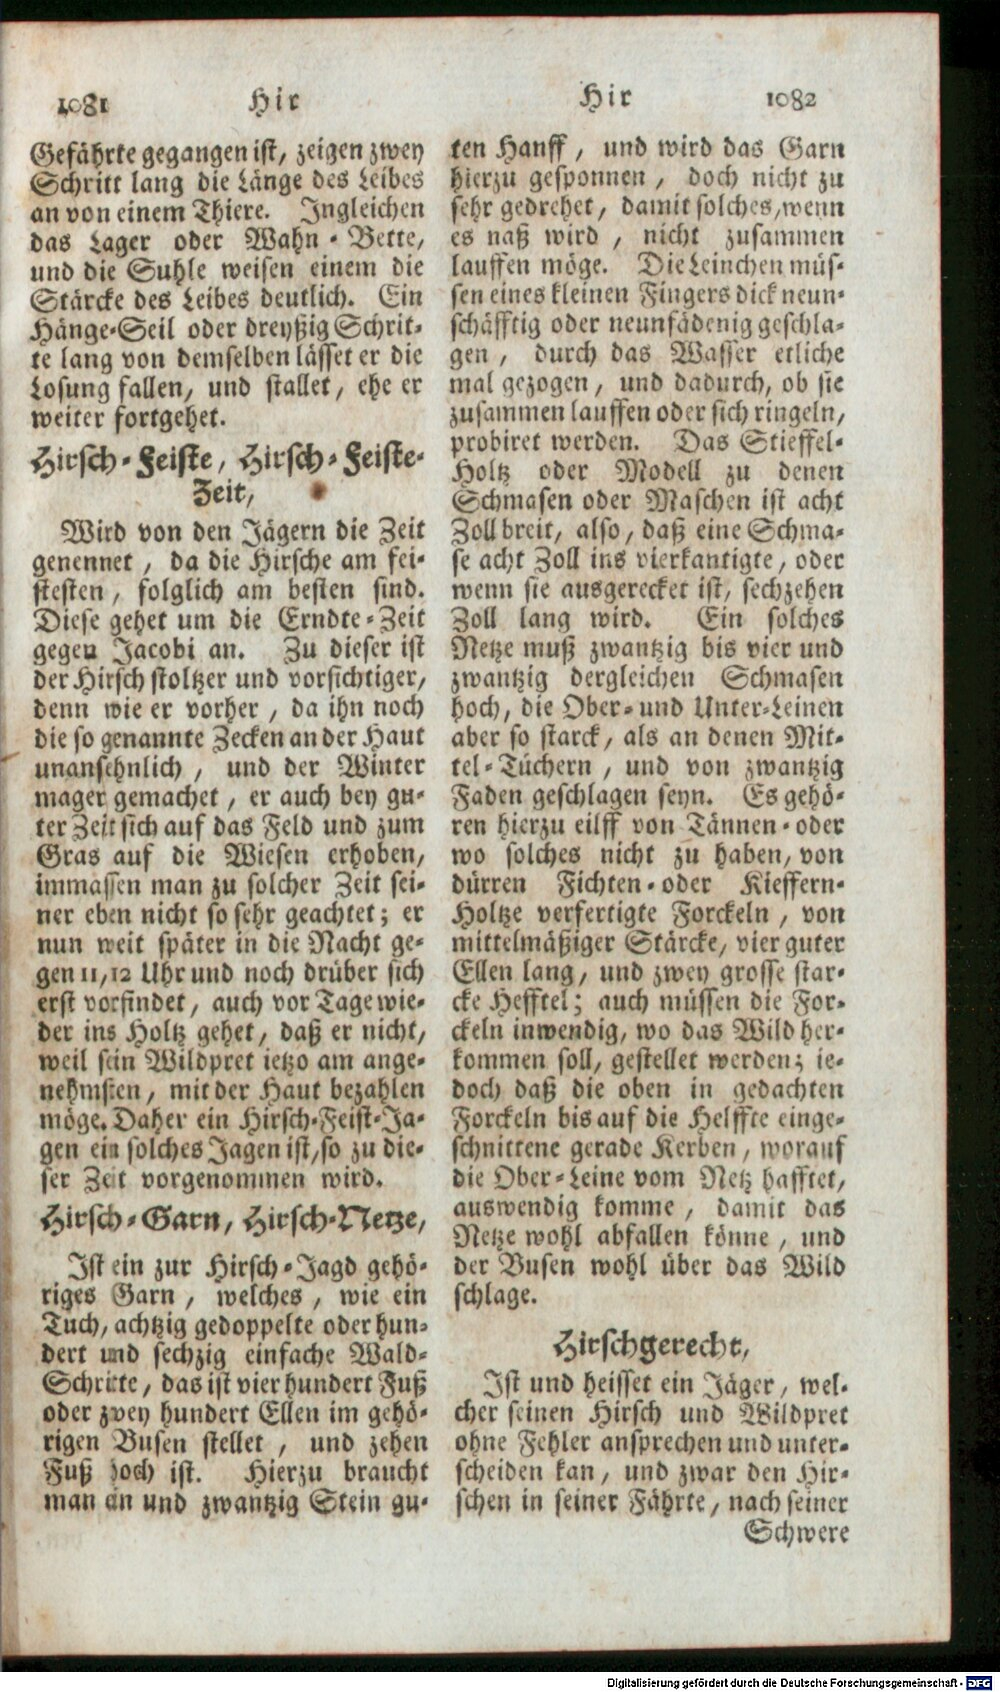 1081 Hir
Gefährte gegangen ist, zeigen zwey
Schritt lang die Länge des Leibes
an von einem Thiere. Ingleichen
das Lager oder Wahn-Bette,
und die Suhle weisen einem die
Stärcke des Leibes deutlich. Ein
Hänge-Seil oder dreyßig Schrit-
te lang von demselben lässet er die
Losung fallen, und stallet, ehe er
weiter fortgehet.
Hirsch-Feiste, Hirsch-Feiste-
Zeit,
Wird von den Jägern die Zeit
genennet, da die Hirsche am fei-
stesten, folglich am besten sind.
Diese gehet um die Erndte-Zeit
gegen Jacobi an. Zu dieser ist
der Hirsch stoltzer und vorsichtiger,
denn wie er vorher, da ihn noch
die so genannte Zecken an der Haut
unansehnlich, und der Winter
mager gemachet, er auch bey gu-
ter Zeit sich auf das Feld und zum
Gras auf die Wiesen erhoben,
immassen man zu solcher Zeit sei-
ner eben nicht so sehr geachtet; er
nun weit später in die Nacht ge-
gen 11, 12 Uhr und noch drüber sich
erst vorfindet, auch vor Tage wie-
der ins Holtz gehet, daß er nicht,
weil sein Wildpret ietzo am ange-
nehmsten, mit der Haut bezahlen
möge. Daher ein Hirsch-Feist-Ja-
gen ein solches Jagen ist, so zu die-
ser Zeit vorgenommen wird.
Hirsch-Garn, Hirsch-Netze,
Ist ein zur Hirsch-Jagd gehö-
riges Garn, welches, wie ein
Tuch, achtzig gedoppelte oder hun-
dert und sechzig einfache Wald-
Schritte, das ist vier hundert Fuß
oder zwey hundert Ellen im gehö-
rigen Busen stellet, und zehen
Fuß hoch ist. Hierzu braucht
man ein und zwantzig Stein gu-
Hir 1082
ten Hanff, und wird das Garn
hierzu gesponnen, doch nicht zu
sehr gedrehet, damit solches, wenn
es naß wird, nicht zusammen
lauffen möge. Die Leinchen müs-
sen eines kleinen Fingers dick neun-
schäfftig oder neunfädenig geschla-
gen, durch das Wasser etliche
mal gezogen, und dadurch, ob sie
zusammen lauffen oder sich ringeln,
probiret werden. Das Stieffel-
Holtz oder Modell zu denen
Schmasen oder Maschen ist acht
Zoll breit, also, daß eine Schma-
se acht Zoll ins vierkantigte, oder
wenn sie ausgerecket ist, sechzehen
Zoll lang wird. Ein solches
Netze muß zwantzig bis vier und
zwantzig dergleichen Schmasen
hoch, die Ober- und Unter-Leinen
aber so starck, als an denen Mit-
tel-Tüchern, und von zwantzig
Faden geschlagen seyn. Es gehö-
ren hierzu eilff von Tännen- oder
wo solches nicht zu haben, von
dürren Fichten- oder Kieffern-
Holtze verfertigte Forckeln, von
mittelmäßiger Stärcke, vier guter
Ellen lang, und zwey grosse star-
cke Hefftel; auch müssen die For-
ckeln inwendig, wo das Wild her-
kommen soll, gestellet werden; ie-
doch daß die oben in gedachten
Forckeln bis auf die Helffte einge-
schnittene gerade Kerben, worauf
die Ober-Leine vom Netz hafftet,
auswendig komme, damit das
Netze wohl abfallen könne, und
der Busen wohl über das Wild
schlage.
Hirschgerecht,
Ist und heisset ein Jäger, wel-
cher seinen Hirsch und Wildpret
ohne Fehler ansprechen und unter-
scheiden kan, und zwar den Hir-
schen in seiner Fährte, nach seiner
Schwere
Digitalisierung gefördert durch die Deutsche Forschungsgemeinschaft - DFG